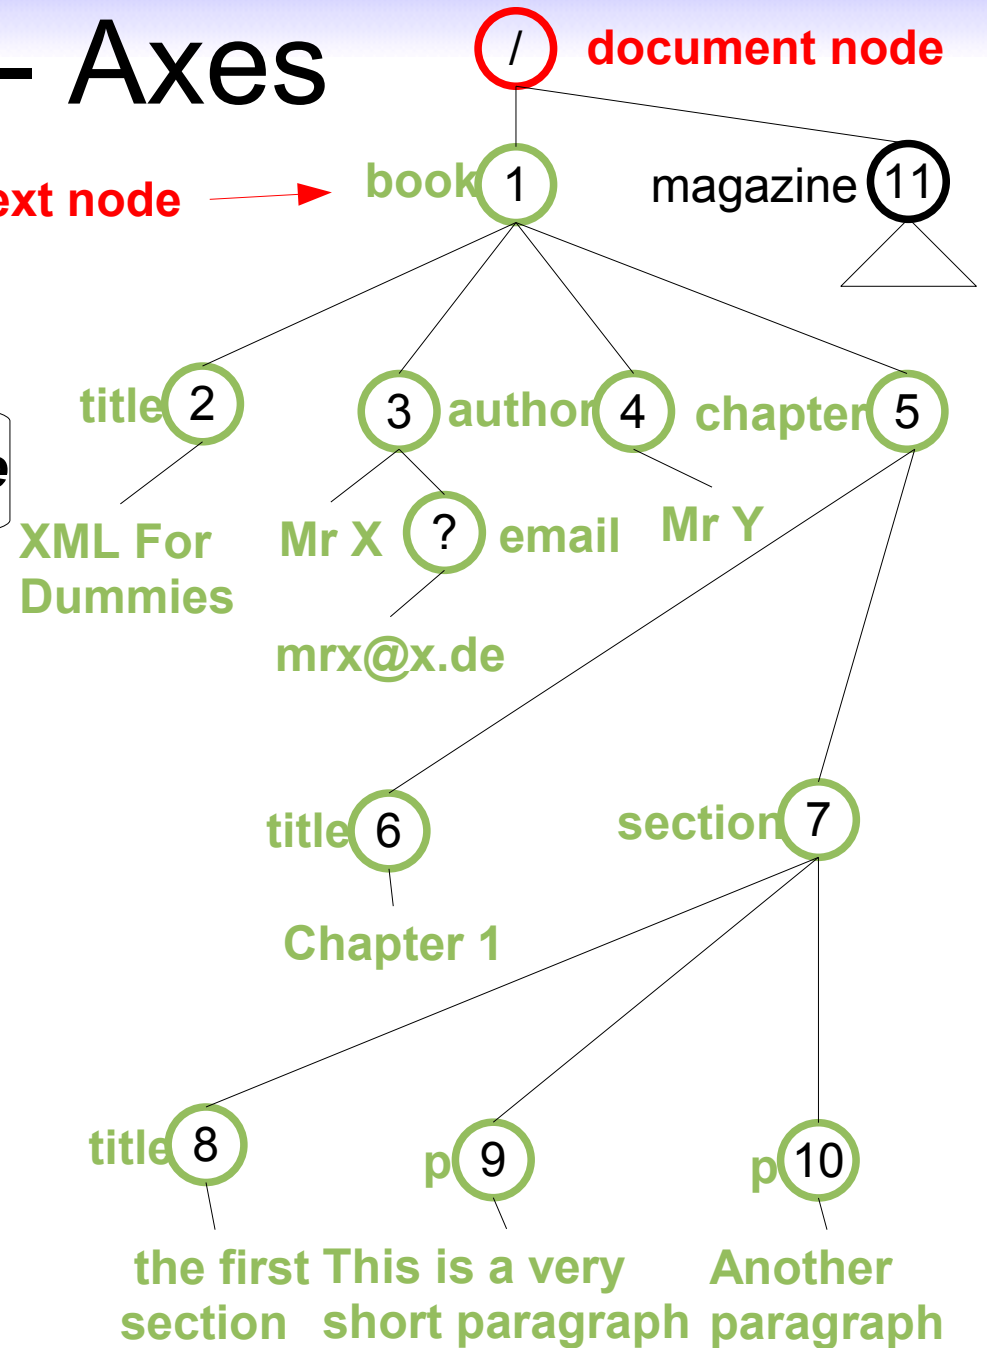 - Axes
/ document node
ext node
book 1
magazine 11
title 2
3 author 4
chapter 5
e
XML For
Dummies
Mr X ? email
Mr Y
mrx@x.de
title 6
section 7
Chapter 1
title 8
p 9
p 10
the first
section
This is a very
short paragraph
Another
paragraph